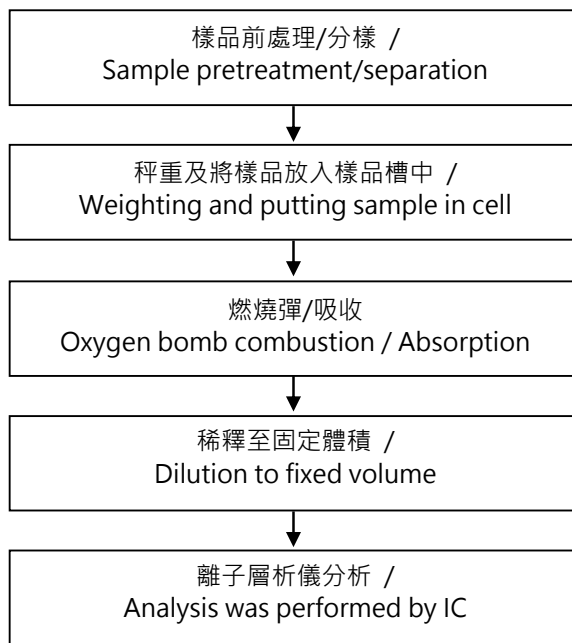 樣品前處理/分樣 /
Sample pretreatment/separation
秤重及將樣品放入樣品槽中 /
Weighting and putting sample in cell
燃燒彈/吸收
Oxygen bomb combustion / Absorption
稀釋至固定體積 /
Dilution to fixed volume
離子層析儀分析 /
Analysis was performed by IC